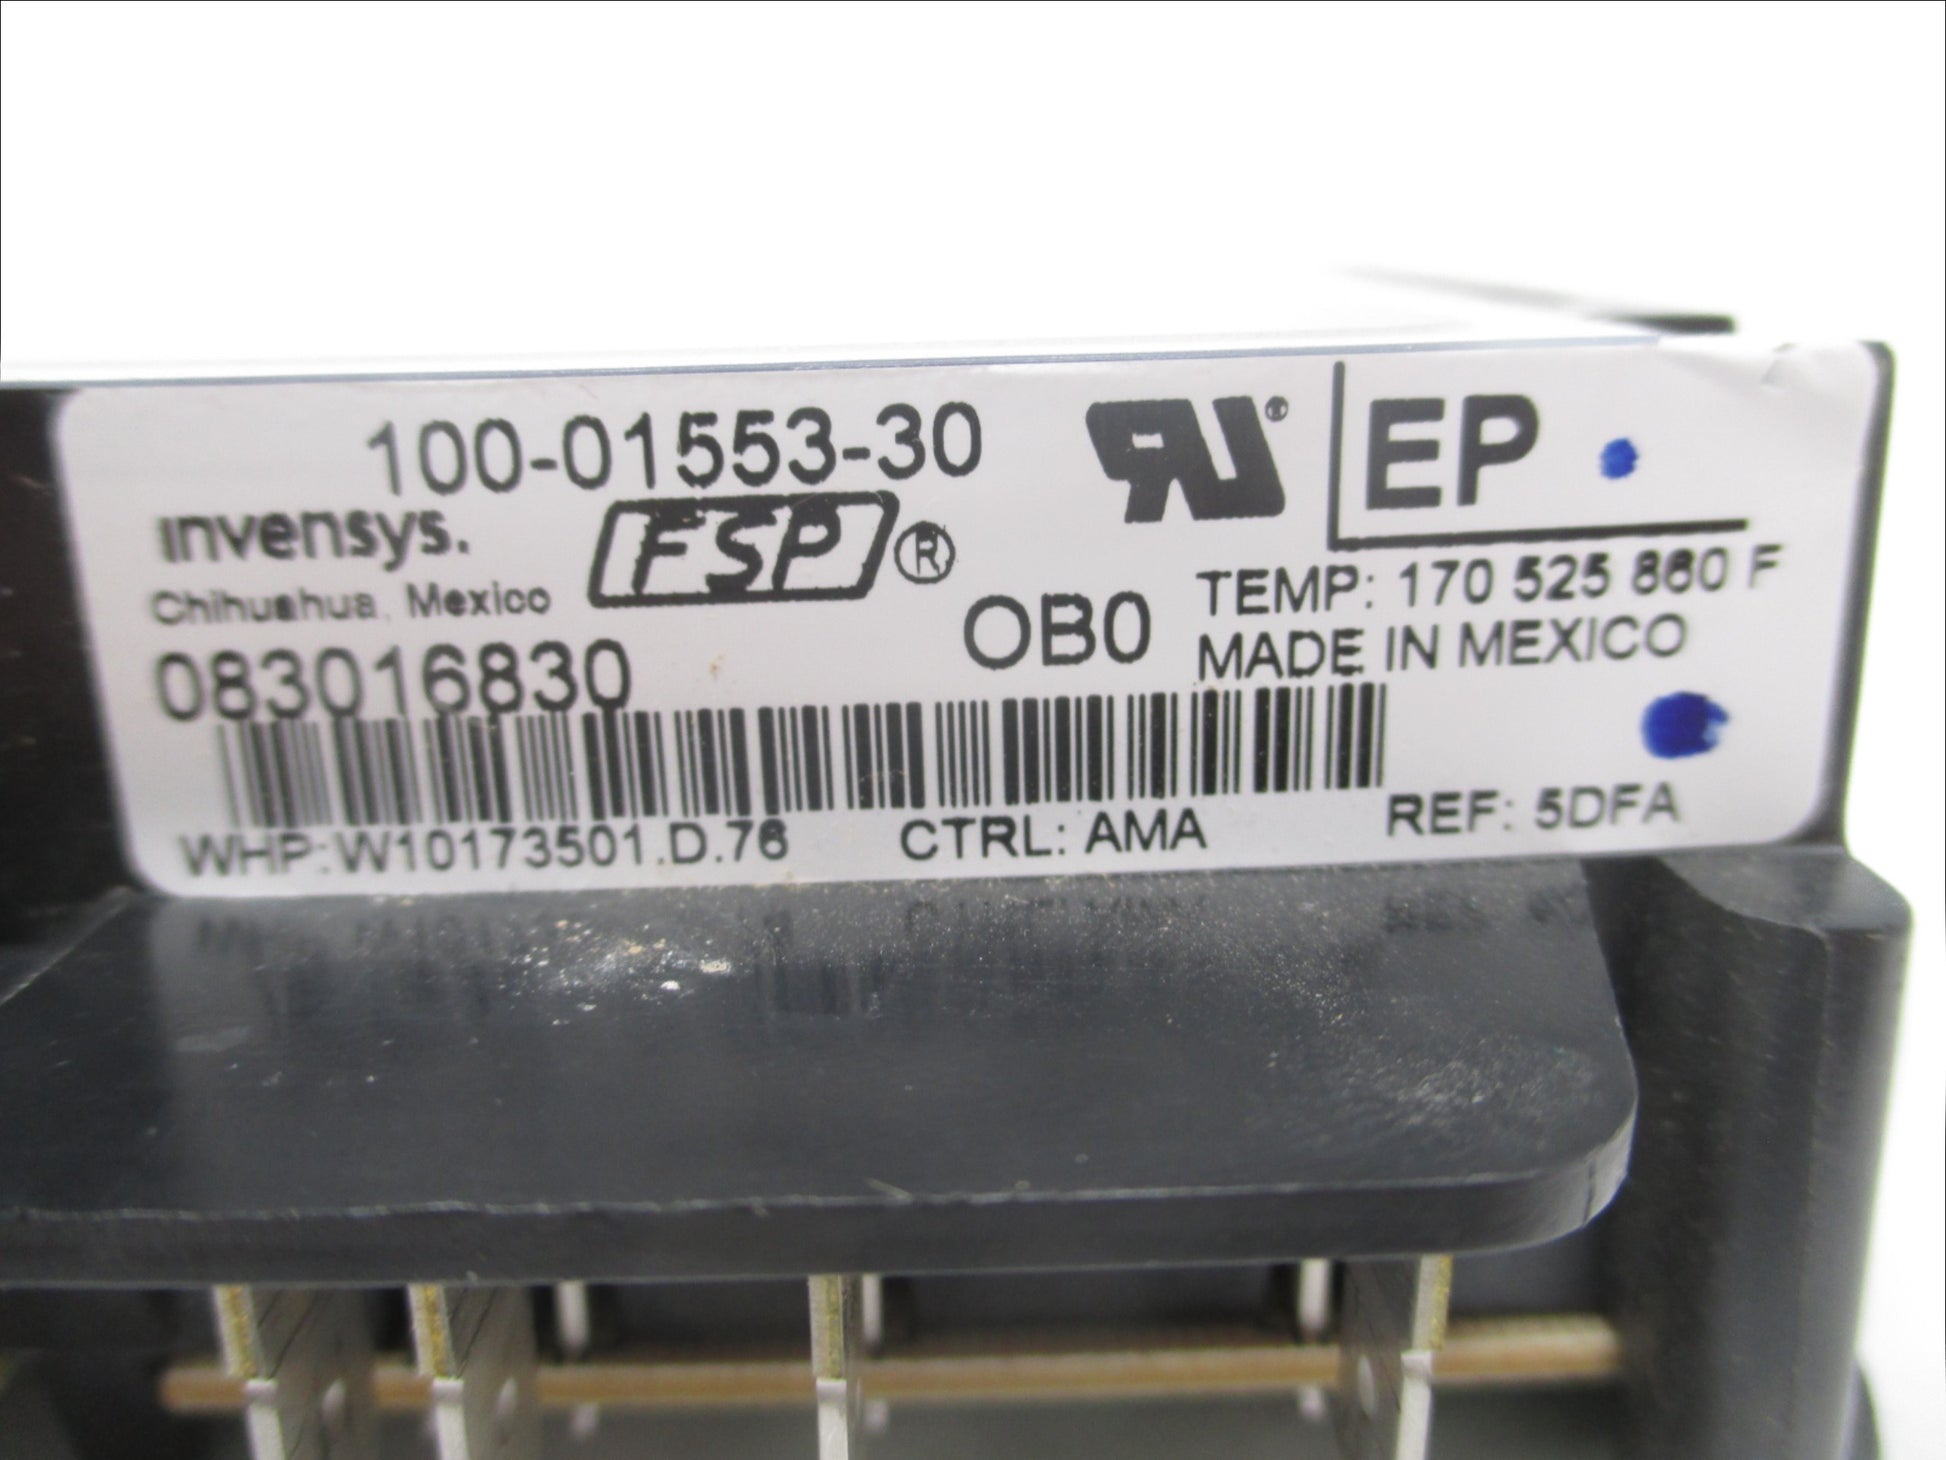 100-01553-30
invensys. FSP®
Chihuahua, Mexico
083016830
OB0
RU®
EP
TEMP: 170 525 860 F
MADE IN MEXICO
WHP:W10173501.D.76 CTRL: AMA REF: 5DFA